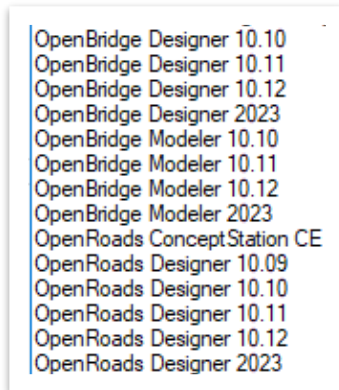 OpenBridge Designer 10.10
OpenBridge Designer 10.11
OpenBridge Designer 10.12
OpenBridge Designer 2023
OpenBridge Modeler 10.10
OpenBridge Modeler 10.11
OpenBridge Modeler 10.12
OpenBridge Modeler 2023
OpenRoads ConceptStation CE
OpenRoads Designer 10.09
OpenRoads Designer 10.10
OpenRoads Designer 10.11
OpenRoads Designer 10.12
OpenRoads Designer 2023